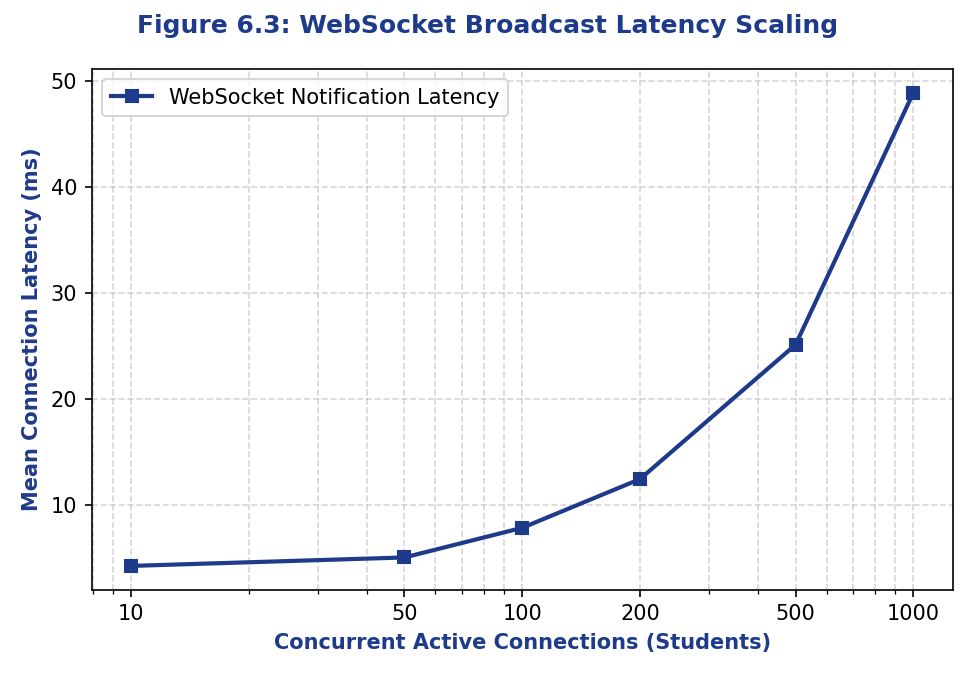 Figure 6.3: WebSocket Broadcast Latency Scaling
WebSocket Notification Latency
Mean Connection Latency (ms)
50
40
30
20
10
10 50 100 200 500 1000
Concurrent Active Connections (Students)